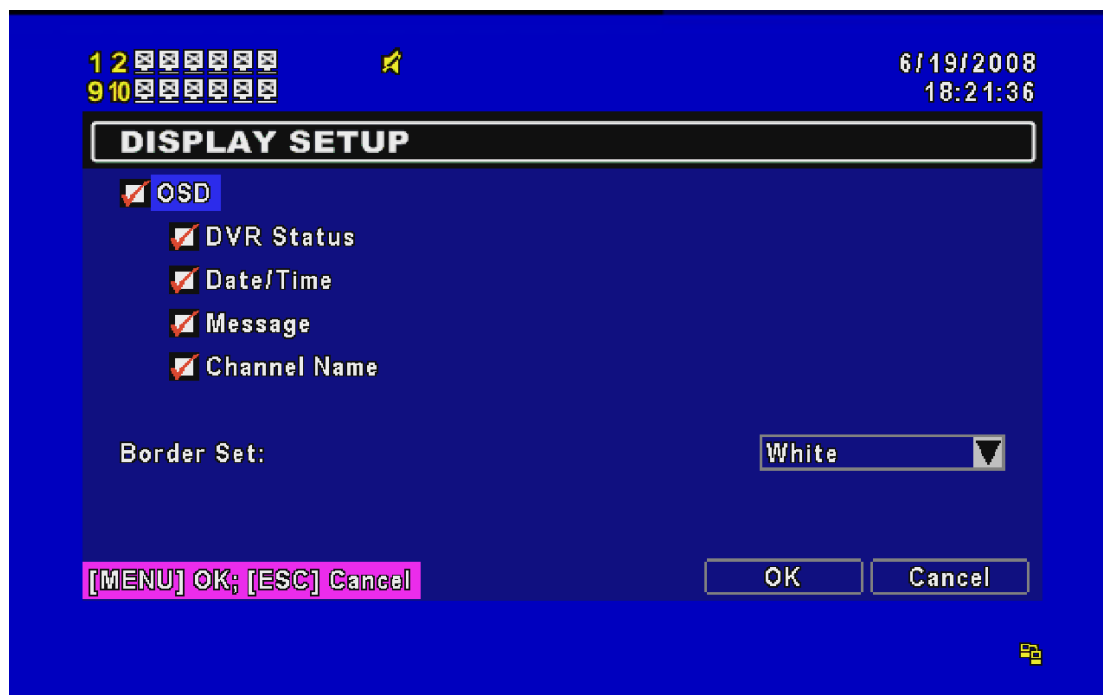 1 2
9 10
6/19/2008
18:21:36
DISPLAY SETUP
OSD
DVR Status
Date/Time
Message
Channel Name
Border Set: White
[MENU] OK; [ESC] Cancel
OK Cancel